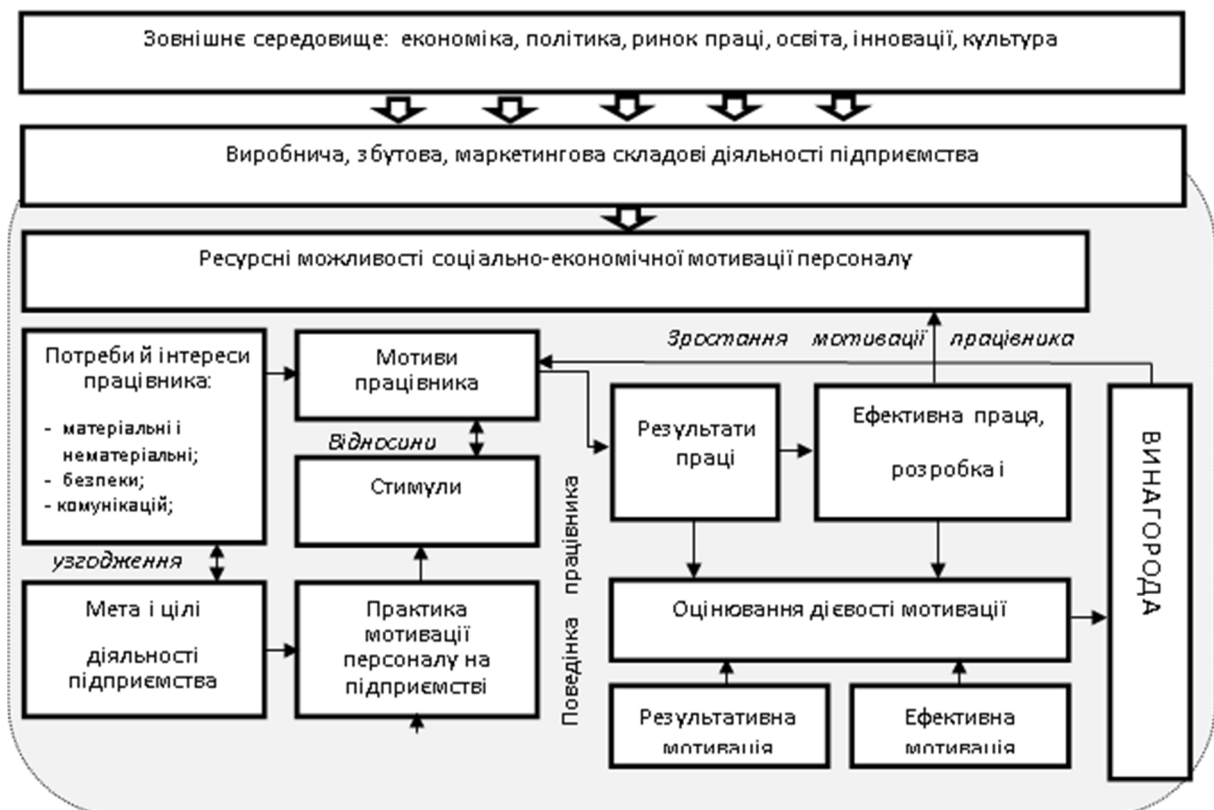 Зовнішнє середовище: економіка, політика, ринок праці, освіта, інновації, культура
Виробнича, збутова, маркетингова складові діяльності підприємства
Ресурсні можливості соціально-економічної мотивації персоналу
Потреби й інтереси
працівника:
- матеріальні і
нематеріальні;
- безпеки;
- комунікацій;
узгодження
Мета і цілі
діяльності
підприємства
Мотиви
працівника
Відносини
Стимули
Практика
мотивації
персоналу на
підприємстві
Поведінка працівника
Зростання мотивації працівника
Результати
праці
Ефективна праця,
розробка і
Оцінювання дієвості мотивації
Результативна
мотивація
Ефективна
мотивація
ВИНАГОРОДА